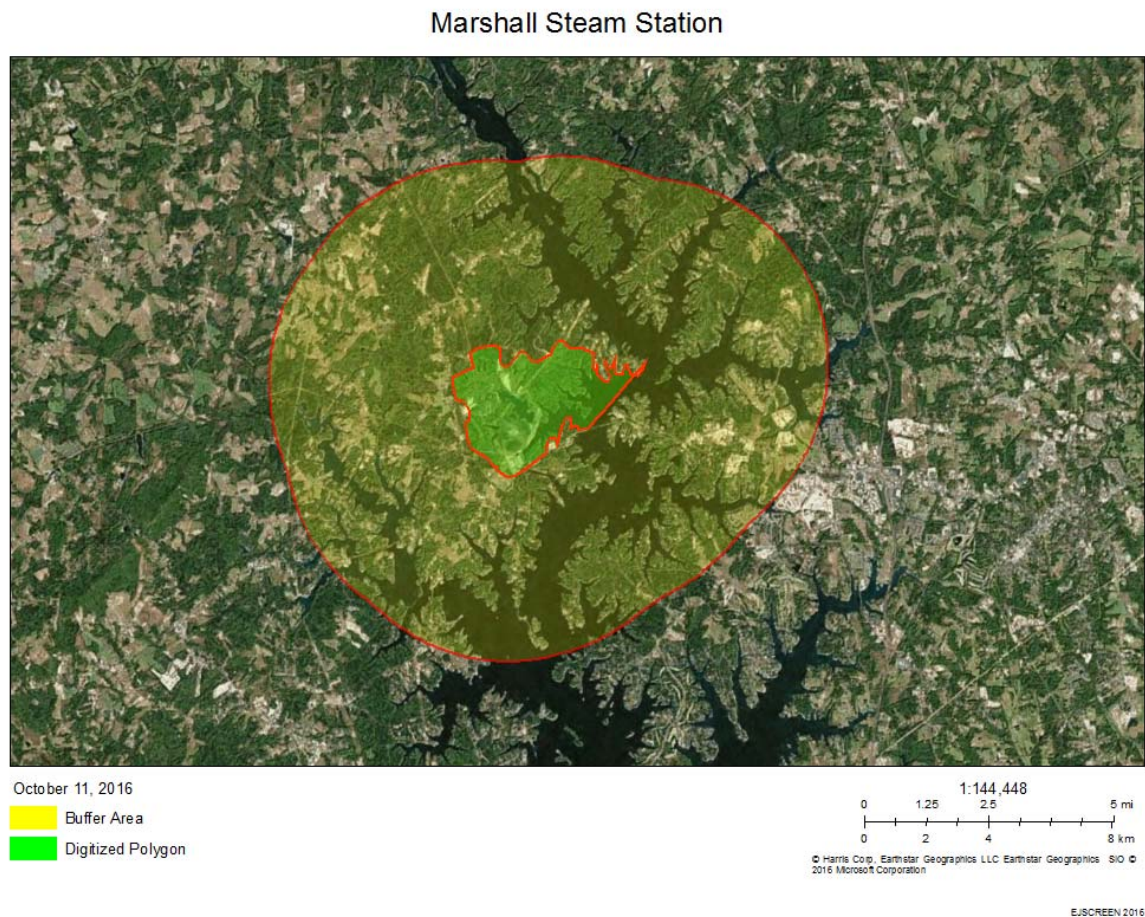 Marshall Steam Station
October 11, 2016
Buffer Area
Digitized Polygon
1:144,448
0 1.25 2.5 5 mi
0 2 4 8 km
© Harris Corp, Earthstar Geographics LLC Earthstar Geographics SIO ©
2016 Microsoft Corporation
EJSCREEN 2016